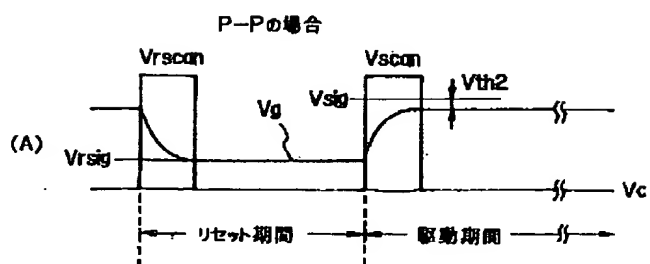 P-Pの場合
Vrscan
Vscan
Vsig
Vth2
Vg
(A)
Vrsig
Vc
リセット期間
駆動期間